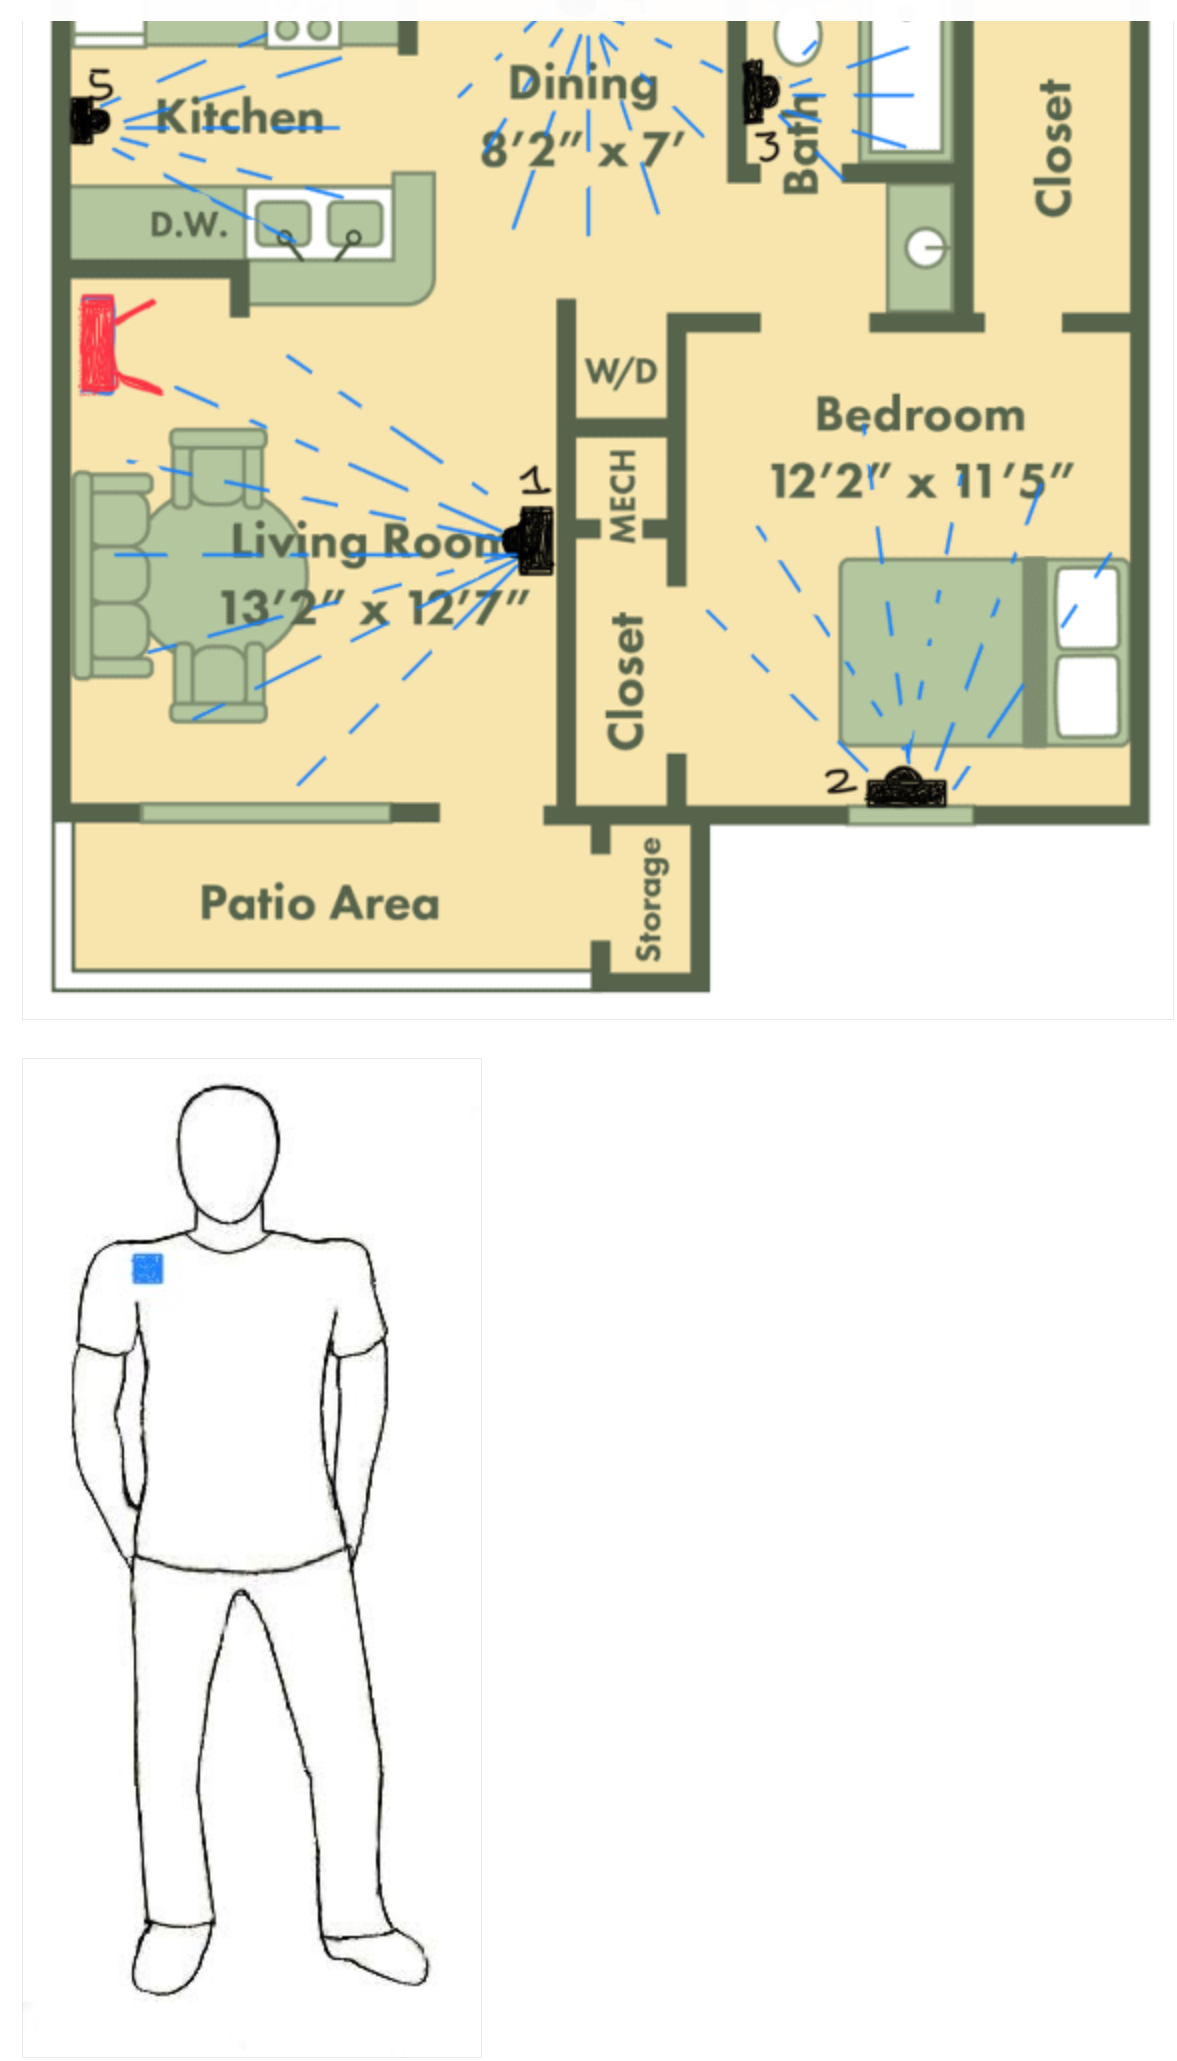 5
Kitchen
Dining
8'2" x 7'
3
Bath
Closet
D.W.
W/D
Bedroom
12'2" x 11'5"
MECH
1
Living Room
13'2" x 12'7"
Closet
2
Patio Area
Storage